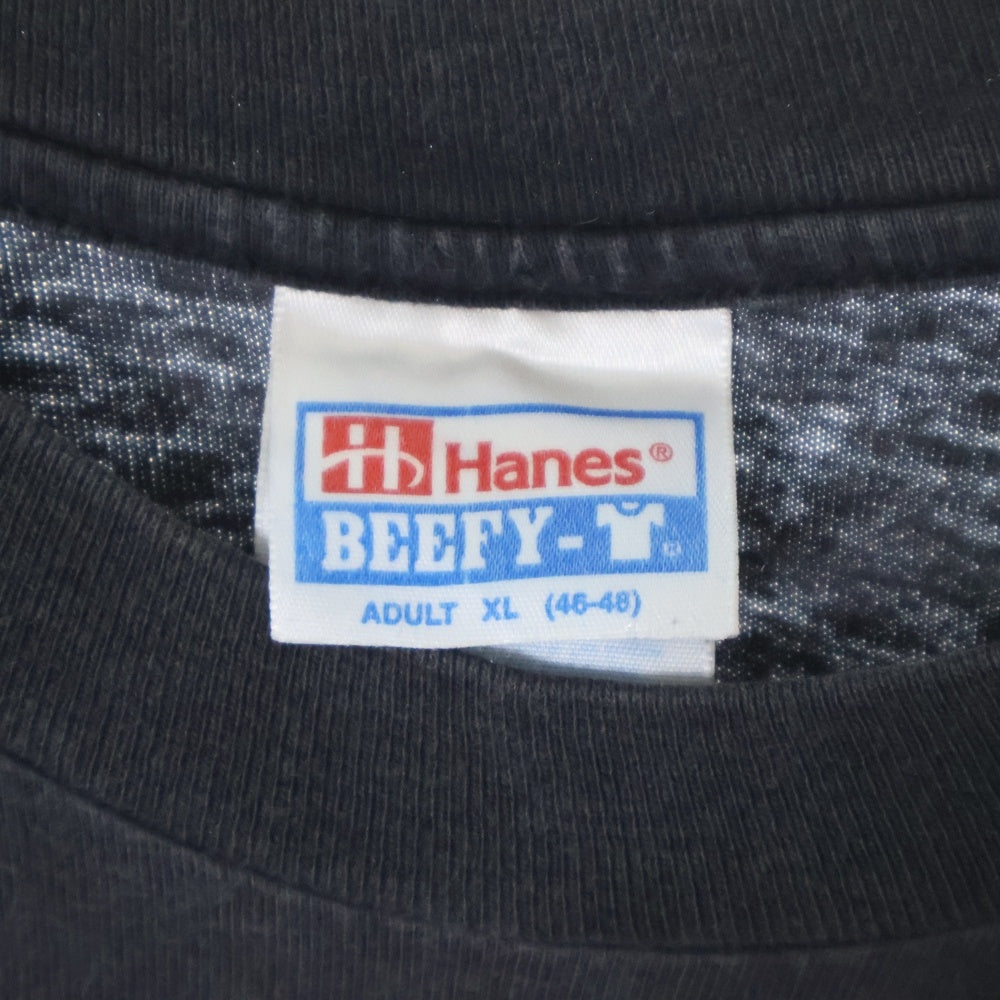 Hanes®
BEEFY-
ADULT XL (46-48)